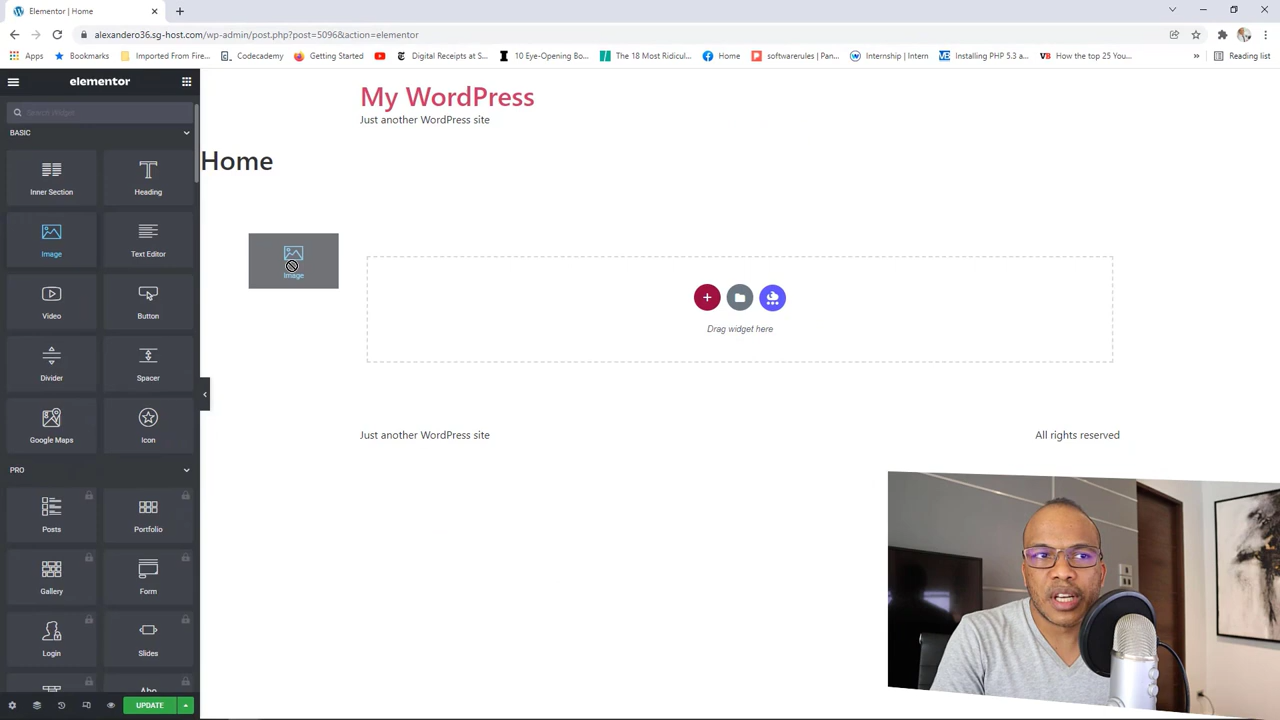 Elementor | Home
alexandero36.sg-host.com/wp-admin/post.php?post=5096&action=elementor
Apps
Bookmarks
Imported From Fire...
Codecademy
Getting Started
Digital Receipts at S...
10 Eye-Opening Bo...
The 18 Most Ridicul...
Home
softwarerules | Pan...
Internship | Intern
Installing PHP 5.3 a...
How the top 25 You...
»
Reading list
elementor
Search Widget...
BASIC
Inner Section
Heading
Image
Text Editor
Video
Button
Divider
Spacer
Google Maps
Icon
PRO
Posts
Portfolio
Gallery
Form
Login
Slides
UPDATE
My WordPress
Just another WordPress site
Home
Image
Drag widget here
Just another WordPress site
All rights reserved